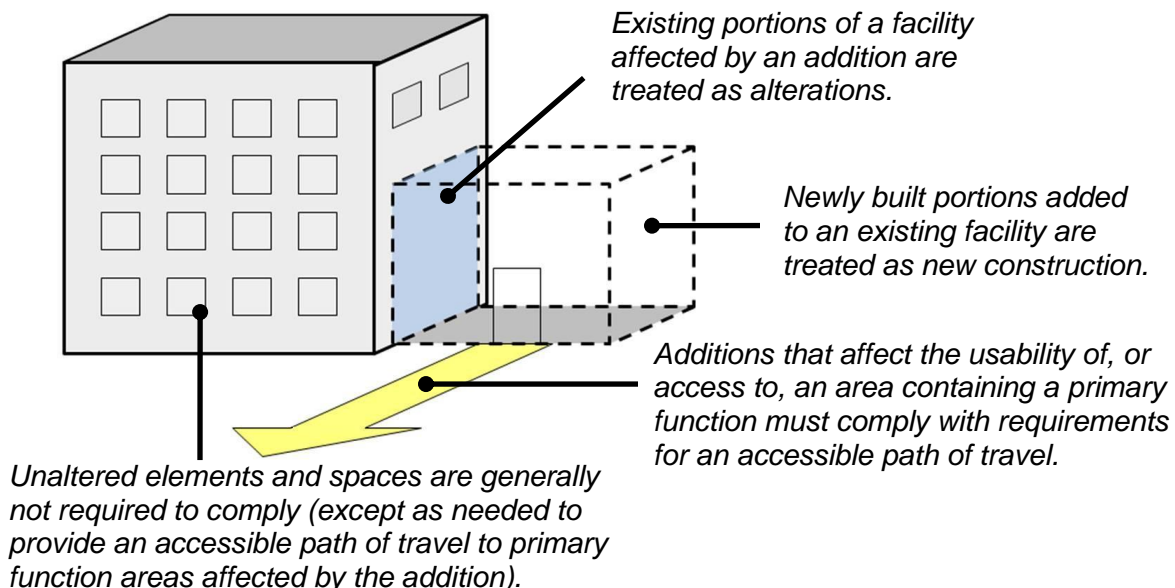 Existing portions of a facility
affected by an addition are
treated as alterations.
Newly built portions added
to an existing facility are
treated as new construction.
Additions that affect the usability of, or
access to, an area containing a primary
function must comply with requirements
for an accessible path of travel.
Unaltered elements and spaces are generally
not required to comply (except as needed to
provide an accessible path of travel to primary
function areas affected by the addition).